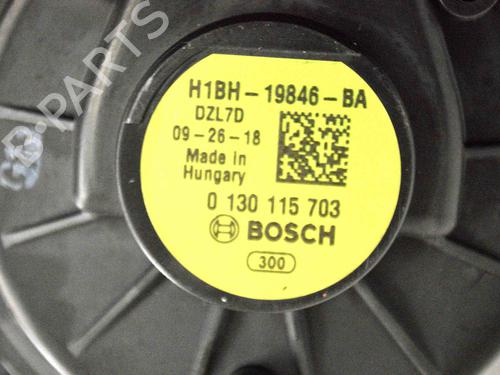 H1BH-19846-BA
DZL7D
09-26-18
Made in
Hungary
0 130 115 703
BOSCH
300
PARTS